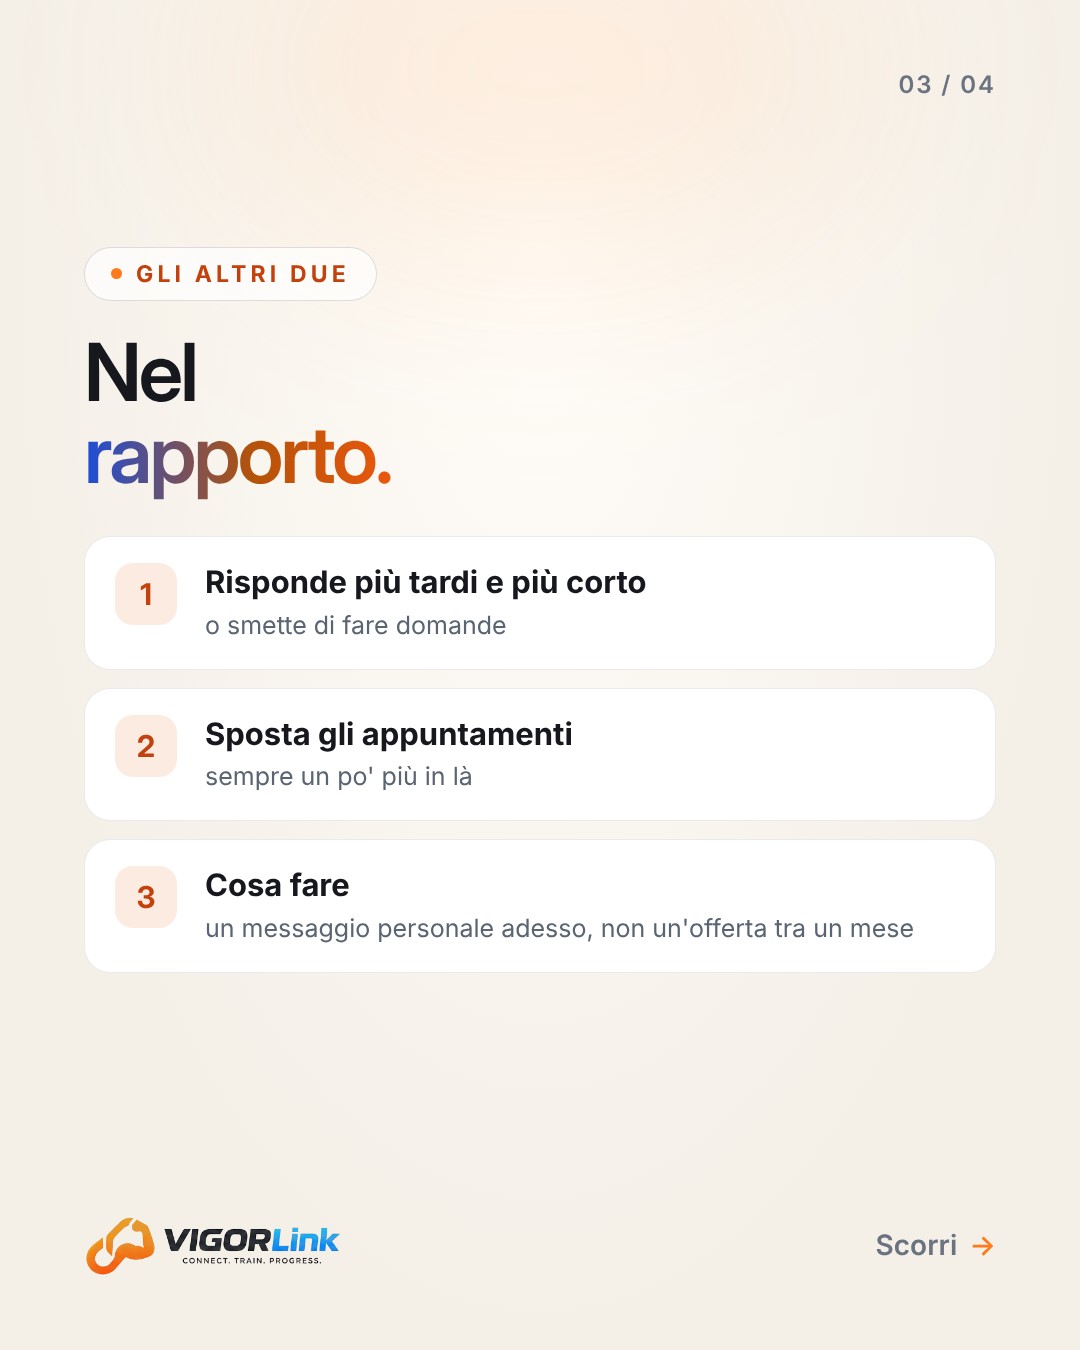 03 / 04
GLI ALTRI DUE
Nel
rapporto.
1
Risponde più tardi e più corto
o smette di fare domande
2
Sposta gli appuntamenti
sempre un po' più in là
3
Cosa fare
un messaggio personale adesso, non un'offerta tra un mese
VIGORLink
CONNECT. TRAIN. PROGRESS.
Scorri →